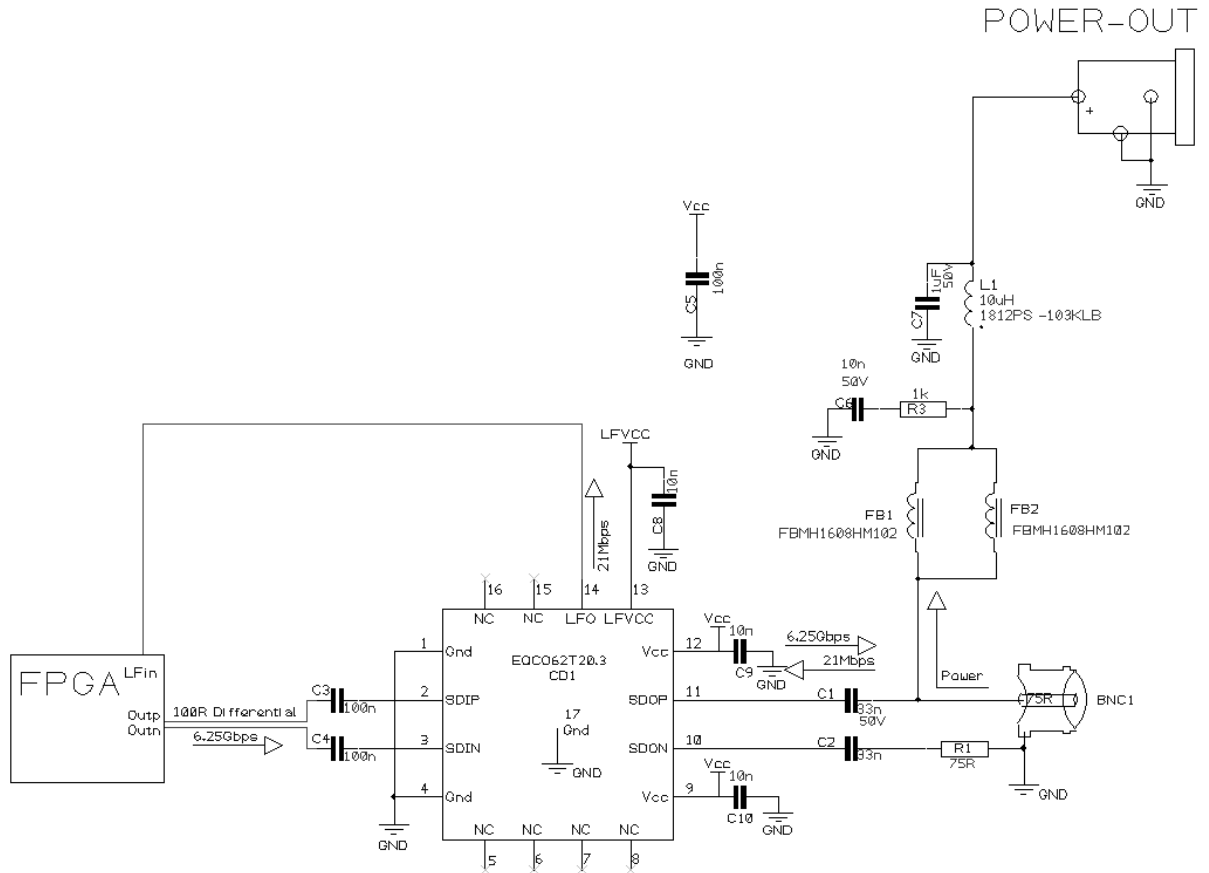 POWER-OUT
+
GND
Vcc
C5
100n
GND
C7
1uF
50V
GND
L1
10uH
1812PS -103KLB
10n
50V
C6
1k
R3
GND
LFVCC
10n
C8
GND
21Mbps
FB1
FBMH1608HM102
FB2
FBMH1608HM102
16
15
14
13
NC
NC
LFO
LFVCC
EQCO62T20.3
CD1
1
Gnd
2
SDIP
3
SDIN
4
Gnd
GND
17
Gnd
GND
Vcc
12
SDOP
11
SDON
10
Vcc
9
NC
NC
NC
NC
5
6
7
8
FPGA
LFin
Outp
Outn
100R Differential
6.25Gbps
C3
100n
C4
100n
Vcc
10n
C9
GND
6.25Gbps
21Mbps
C1
33n
50V
C2
33n
R1
75R
Power
75R
BNC1
GND
Vcc
10n
C10
GND